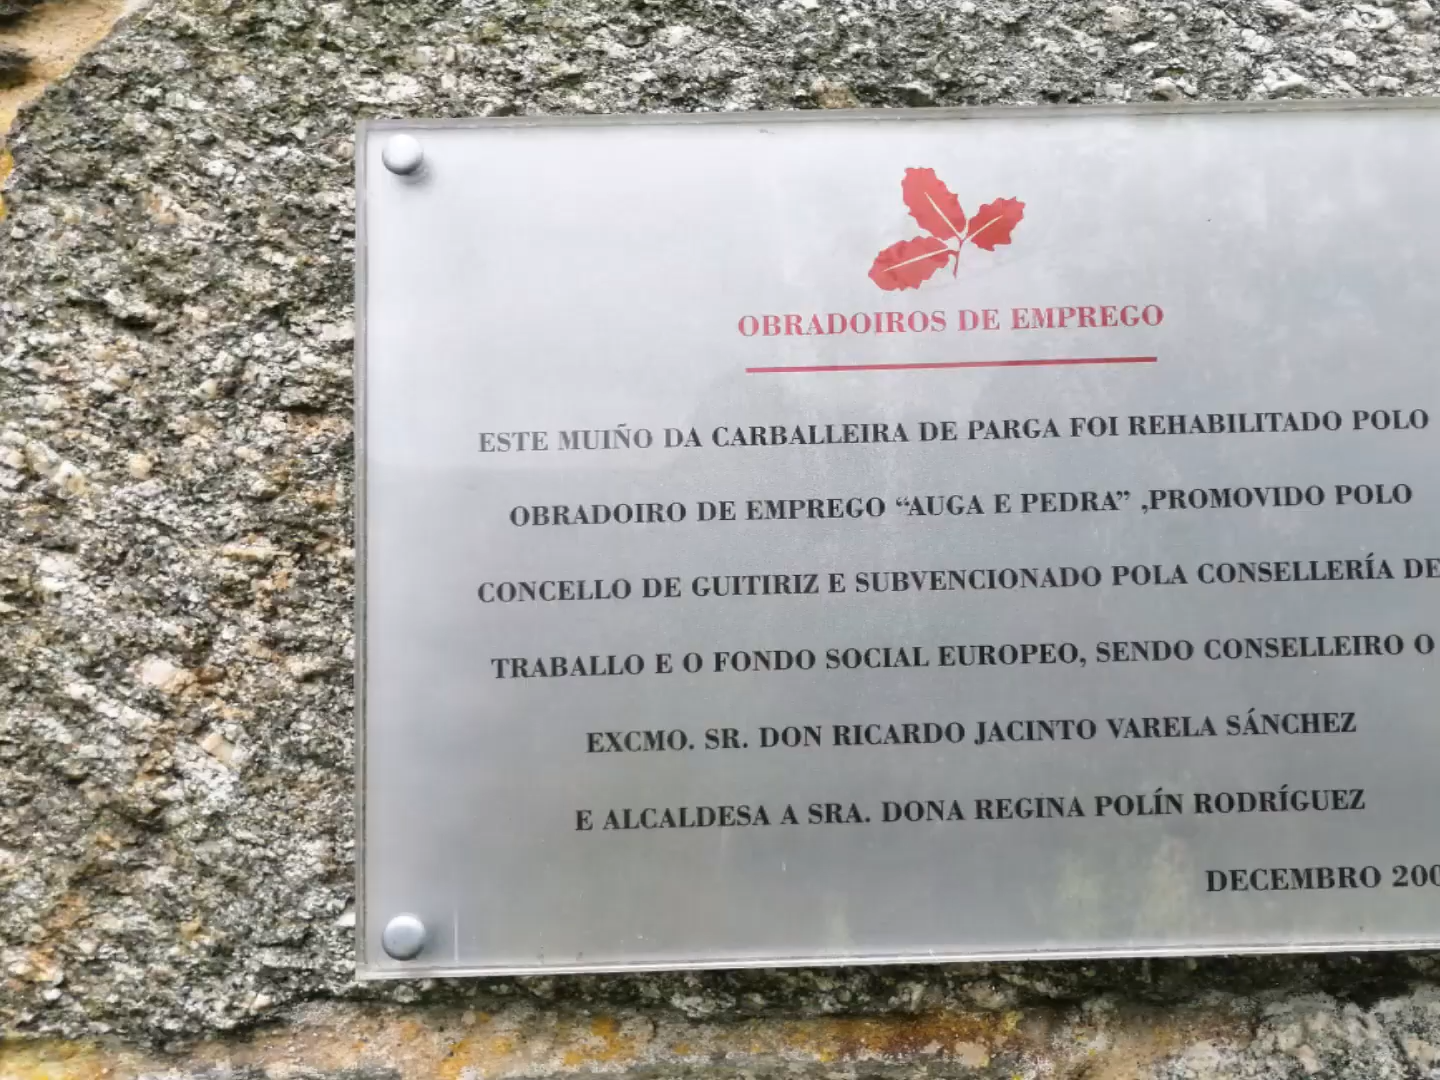 OBRADOIROS DE EMPREGO
ESTE MUIÑO DA CARBALLEIRA DE PARGA FOI REHABILITADO POLO
OBRADOIRO DE EMPREGO “AUGA E PEDRA” ,PROMOVIDO POLO
CONCELLO DE GUITIRIZ E SUBVENCIONADO POLA CONSELLERÍA DE
TRABALLO E O FONDO SOCIAL EUROPEO, SENDO CONSELLEIRO O
EXCMO. SR. DON RICARDO JACINTO VARELA SÁNCHEZ
E ALCALDESA A SRA. DONA REGINA POLÍN RODRÍGUEZ
DECEMBRO